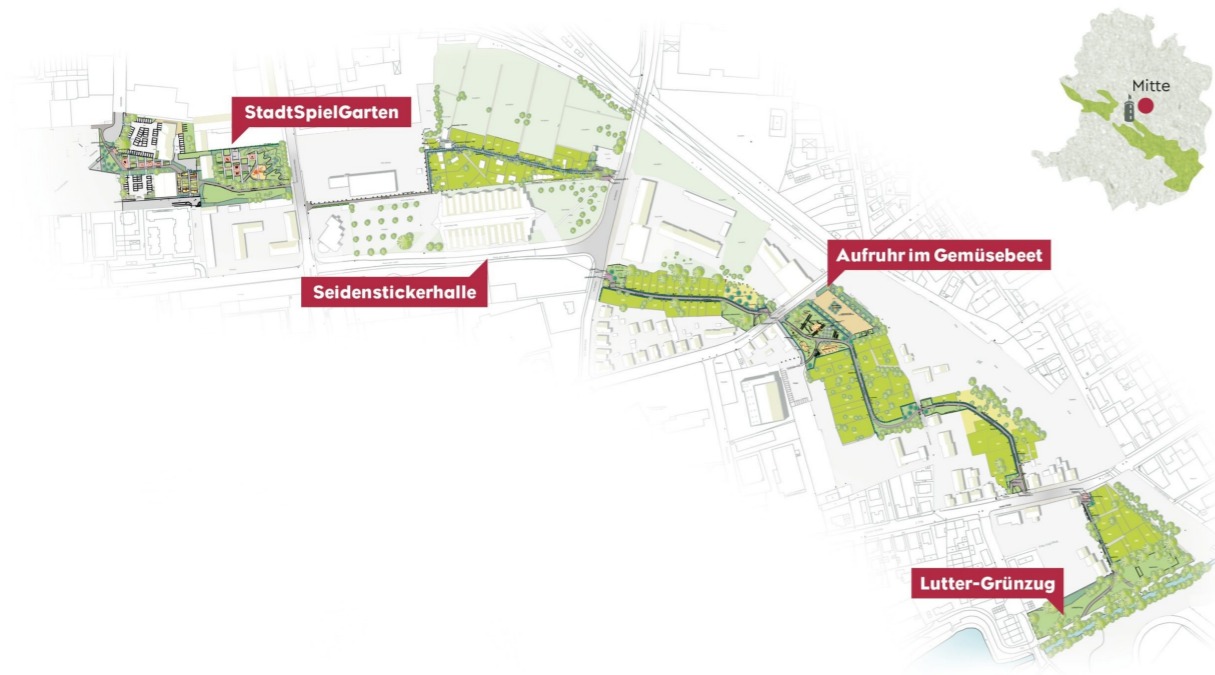 Mitte
StadtSpielGarten
Aufruhr im Gemüsebeet
Seidenstickerhalle
Lutter-Grünzug